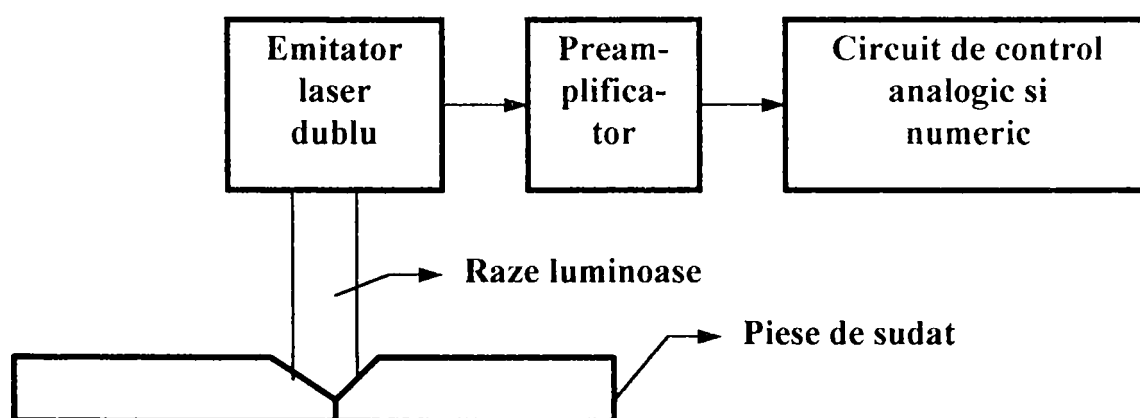 Emitator
laser
dublu
Pream-
plifica-
tor
Circuit de control
analogic si
numeric
Raze luminoase
Piese de sudat